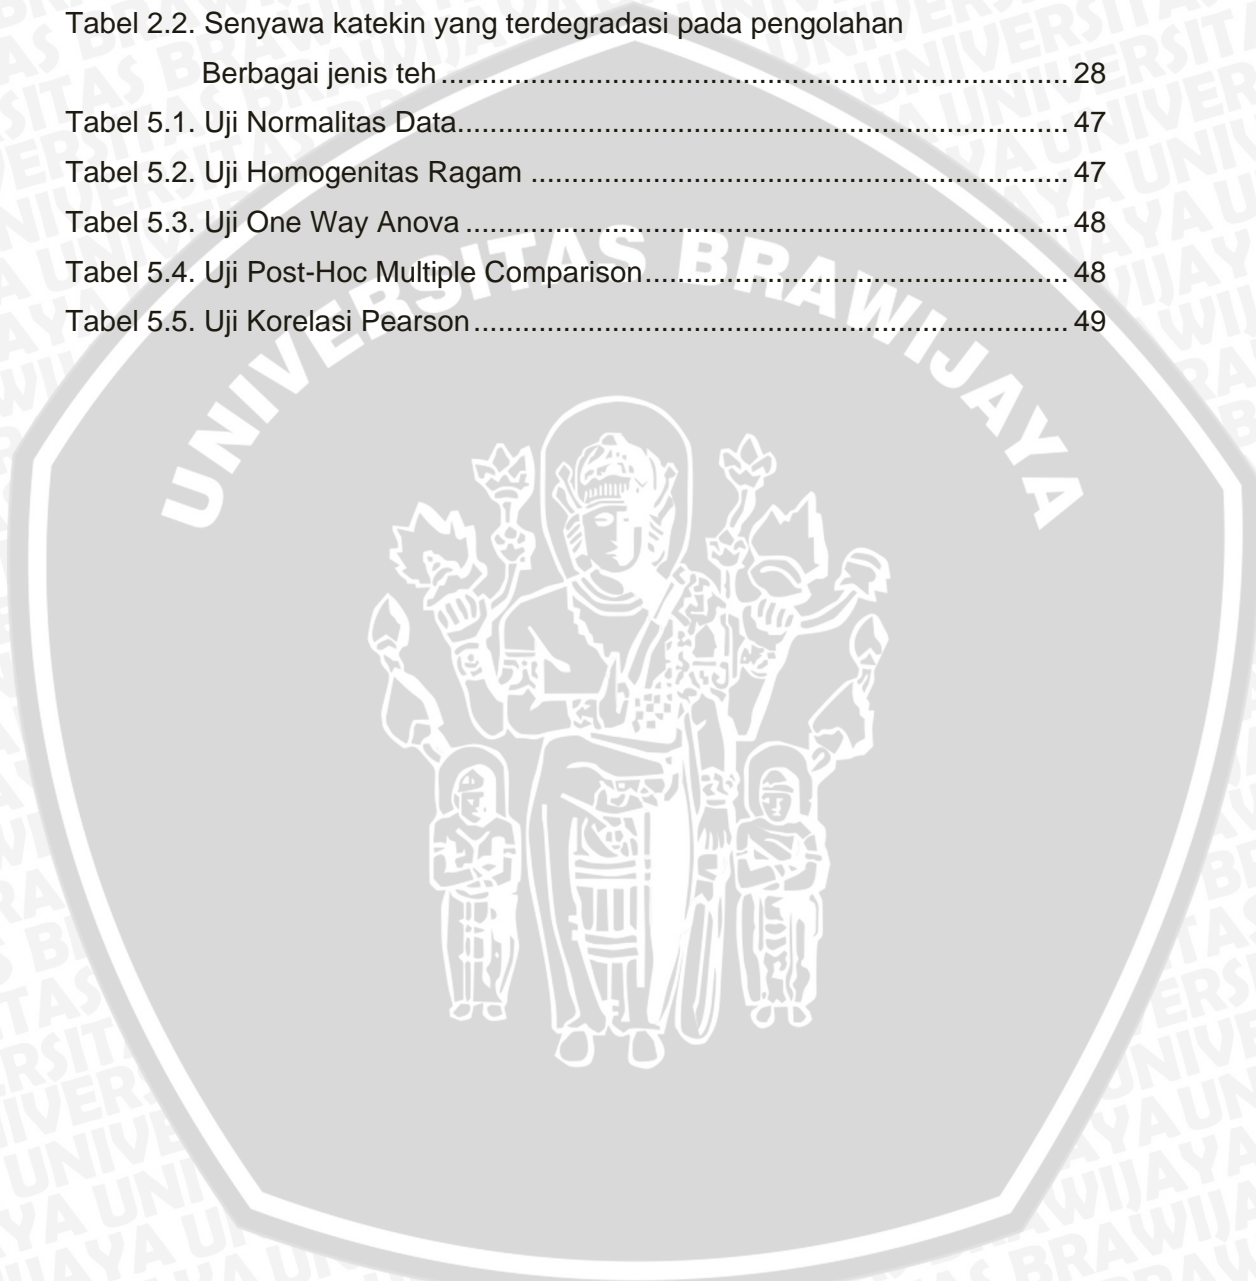 Tabel 2.2. Senyawa katekin yang terdegradasi pada pengolahan
Berbagai jenis teh ............................................................................. 28
Tabel 5.1. Uji Normalitas Data........................................................................... 47
Tabel 5.2. Uji Homogenitas Ragam .................................................................. 47
Tabel 5.3. Uji One Way Anova .......................................................................... 48
Tabel 5.4. Uji Post-Hoc Multiple Comparison.................................................... 48
Tabel 5.5. Uji Korelasi Pearson ......................................................................... 49
UNIVERSITAS BRAWIJAYA